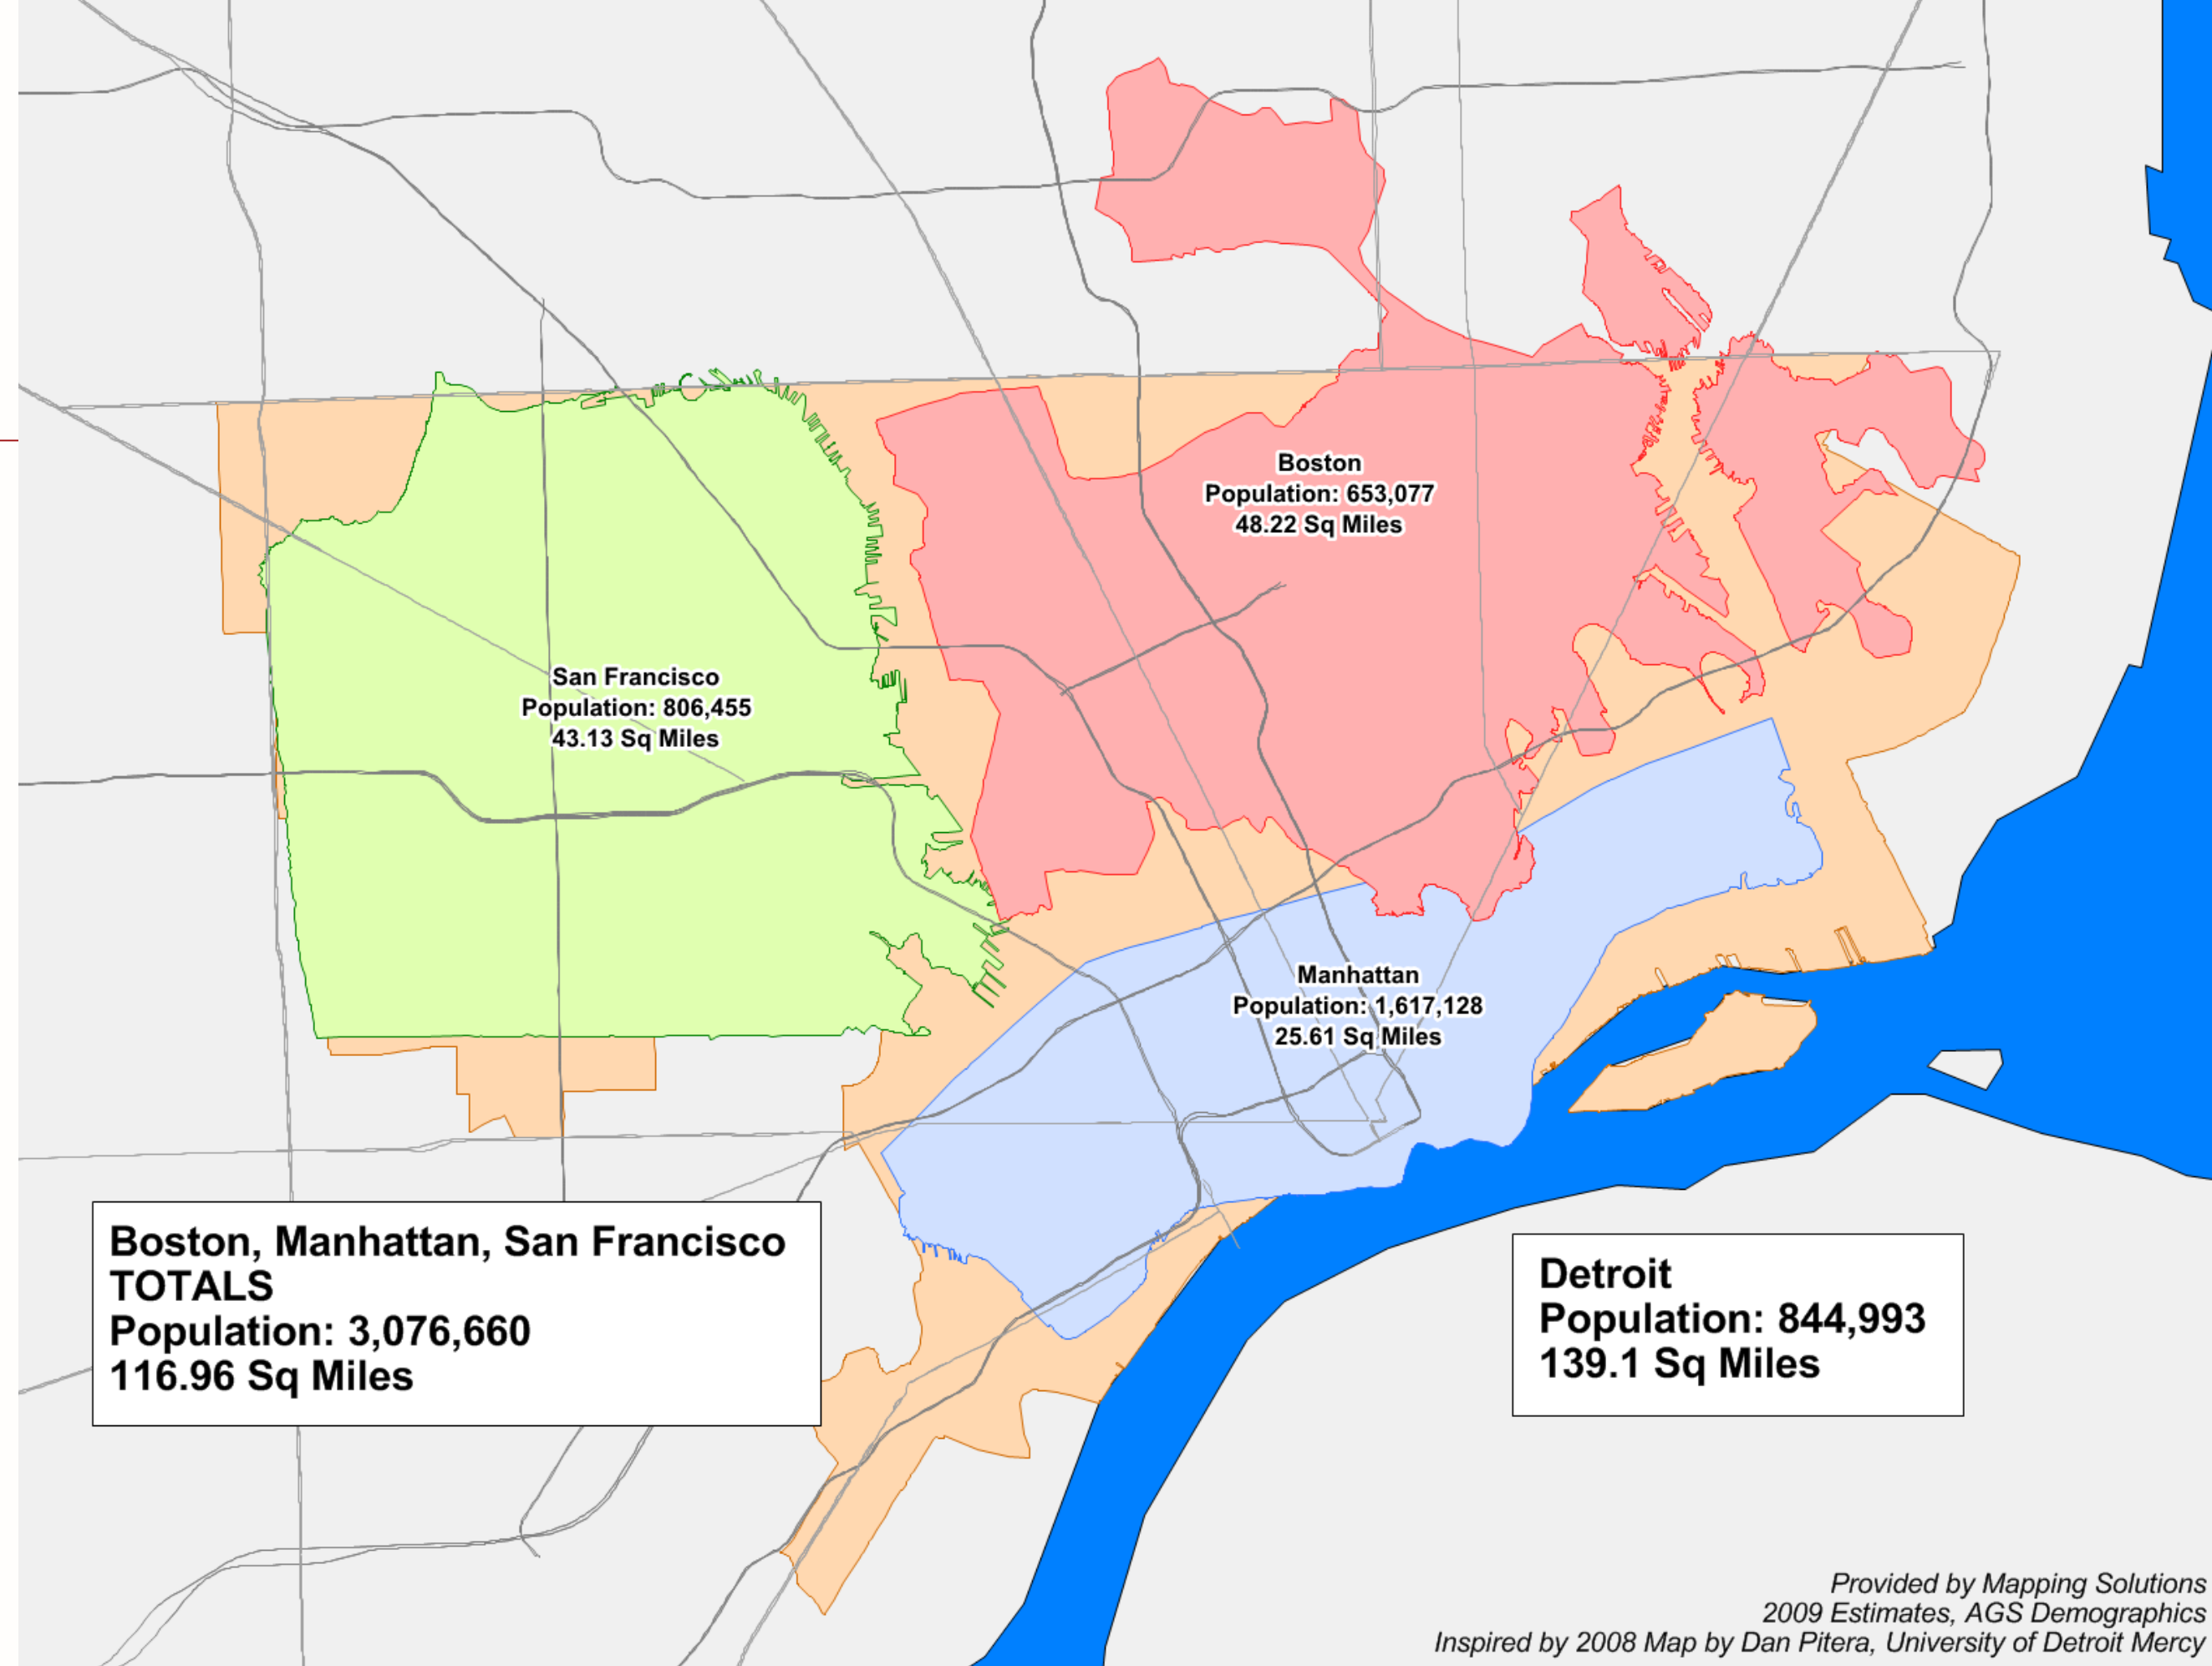 Boston
Population: 653,077
48.22 Sq Miles
San Francisco
Population: 806,455
43.13 Sq Miles
Manhattan
Population: 1,617,128
25.61 Sq Miles
Boston, Manhattan, San Francisco
TOTALS
Population: 3,076,660
116.96 Sq Miles
Detroit
Population: 844,993
139.1 Sq Miles
Provided by Mapping Solutions
2009 Estimates, AGS Demographics
Inspired by 2008 Map by Dan Pitera, University of Detroit Mercy